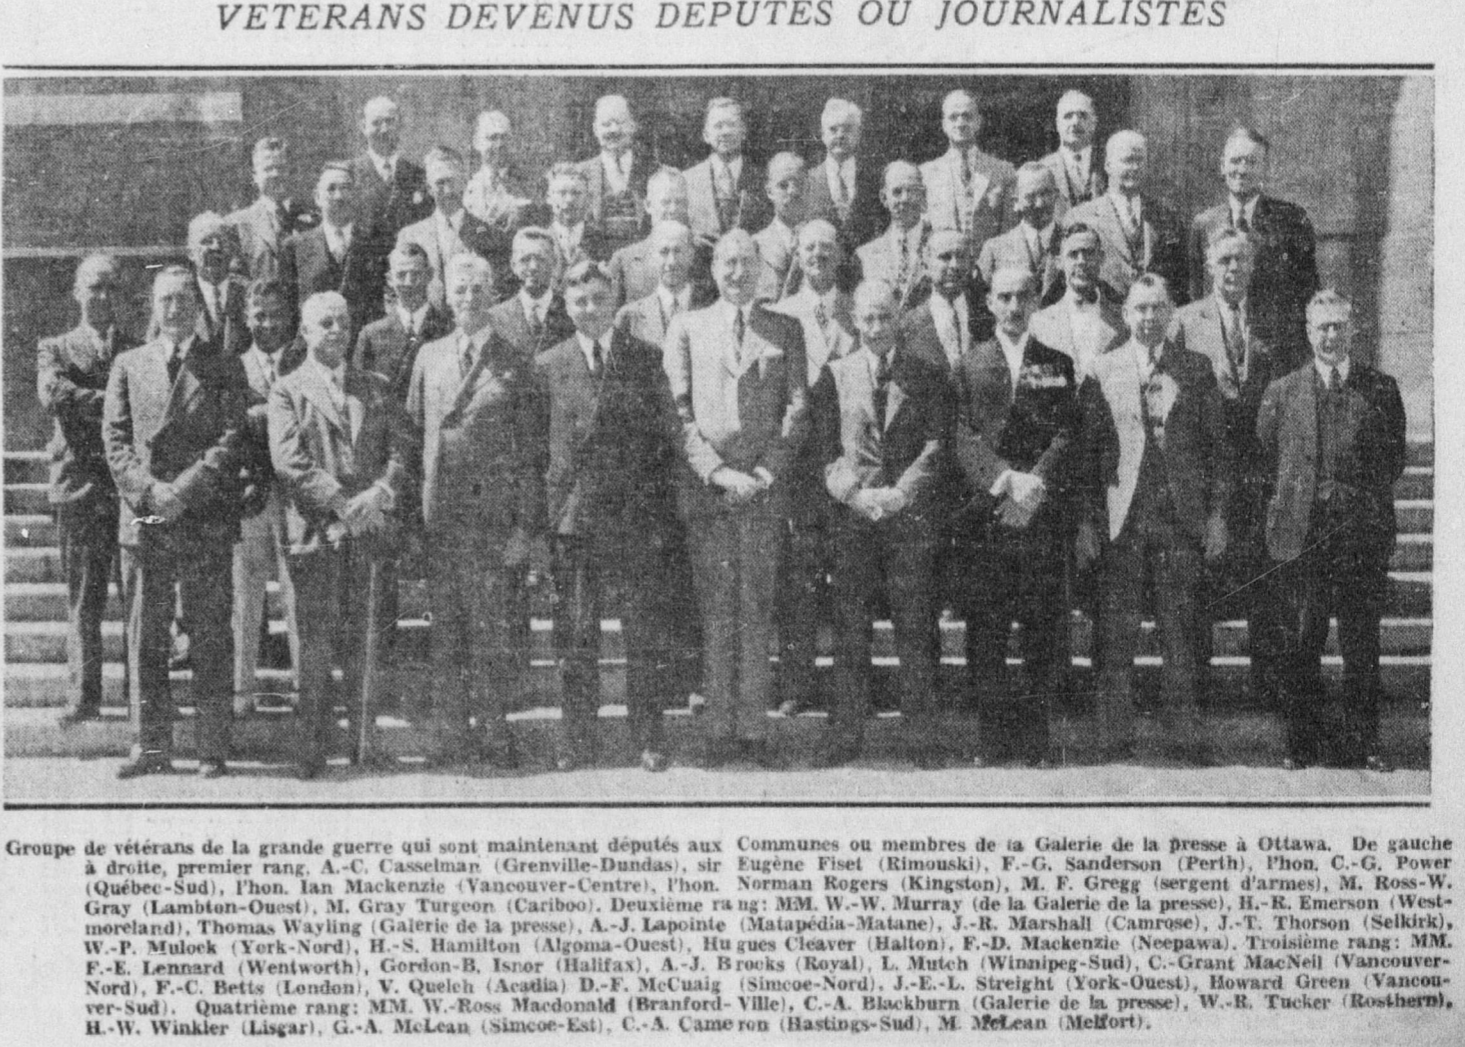 VETERANS DEVENUS DEPUTES OU JOURNALISTES
Groupe de vétérans de la grande guerre qui sont maintenant députés aux Communes ou membres de la Galerie de la presse à Ottawa. De gauche
à droite, premier rang, A.-C. Casselman (Grenville-Dundas), sir Eugène Fiset (Rimouski), F.-G. Sanderson (Perth), l'hon. C.-G. Power
(Québec-Sud), l'hon. Ian Mackenzie (Vancouver-Centre), l'hon. Norman Rogers (Kingston), M. F. Gregg (sergent d'armes), M. Ross-W.
Gray (Lambton-Ouest), M. Gray Turgeon (Cariboo). Deuxième rang: MM. W.-W. Murray (de la Galerie de la presse), H.-R. Emerson (West-
moreland), Thomas Wayling (Galerie de la presse), A.-J. Lapointe (Matapédia-Matane), J.-R. Marshall (Camrose), J.-T. Thorson (Selkirk),
W.-P. Mulock (York-Nord), H.-S. Hamilton (Algoma-Ouest), Hugues Cleaver (Halton), F.-D. Mackenzie (Neepawa). Troisième rang: MM.
F.-E. Lennard (Wentworth), Gordon-B. Isnor (Halifax), A.-J. Brooks (Royal), L. Mutch (Winnipeg-Sud), C.-Grant MacNeil (Vancouver-
Nord), F.-C. Betts (London), V. Quelch (Acadia) D.-F. McCuaig (Simcoe-Nord), J.-E.-L. Streight (York-Ouest), Howard Green (Vancou-
ver-Sud). Quatrième rang: MM. W.-Ross Macdonald (Branford-Ville), C.-A. Blackburn (Galerie de la presse), W.-R. Tucker (Rosthern),
H.-W. Winkler (Lisgar), G.-A. McLean (Simcoe-Est), C.-A. Cameron (Hastings-Sud), M. McLean (Melfort).